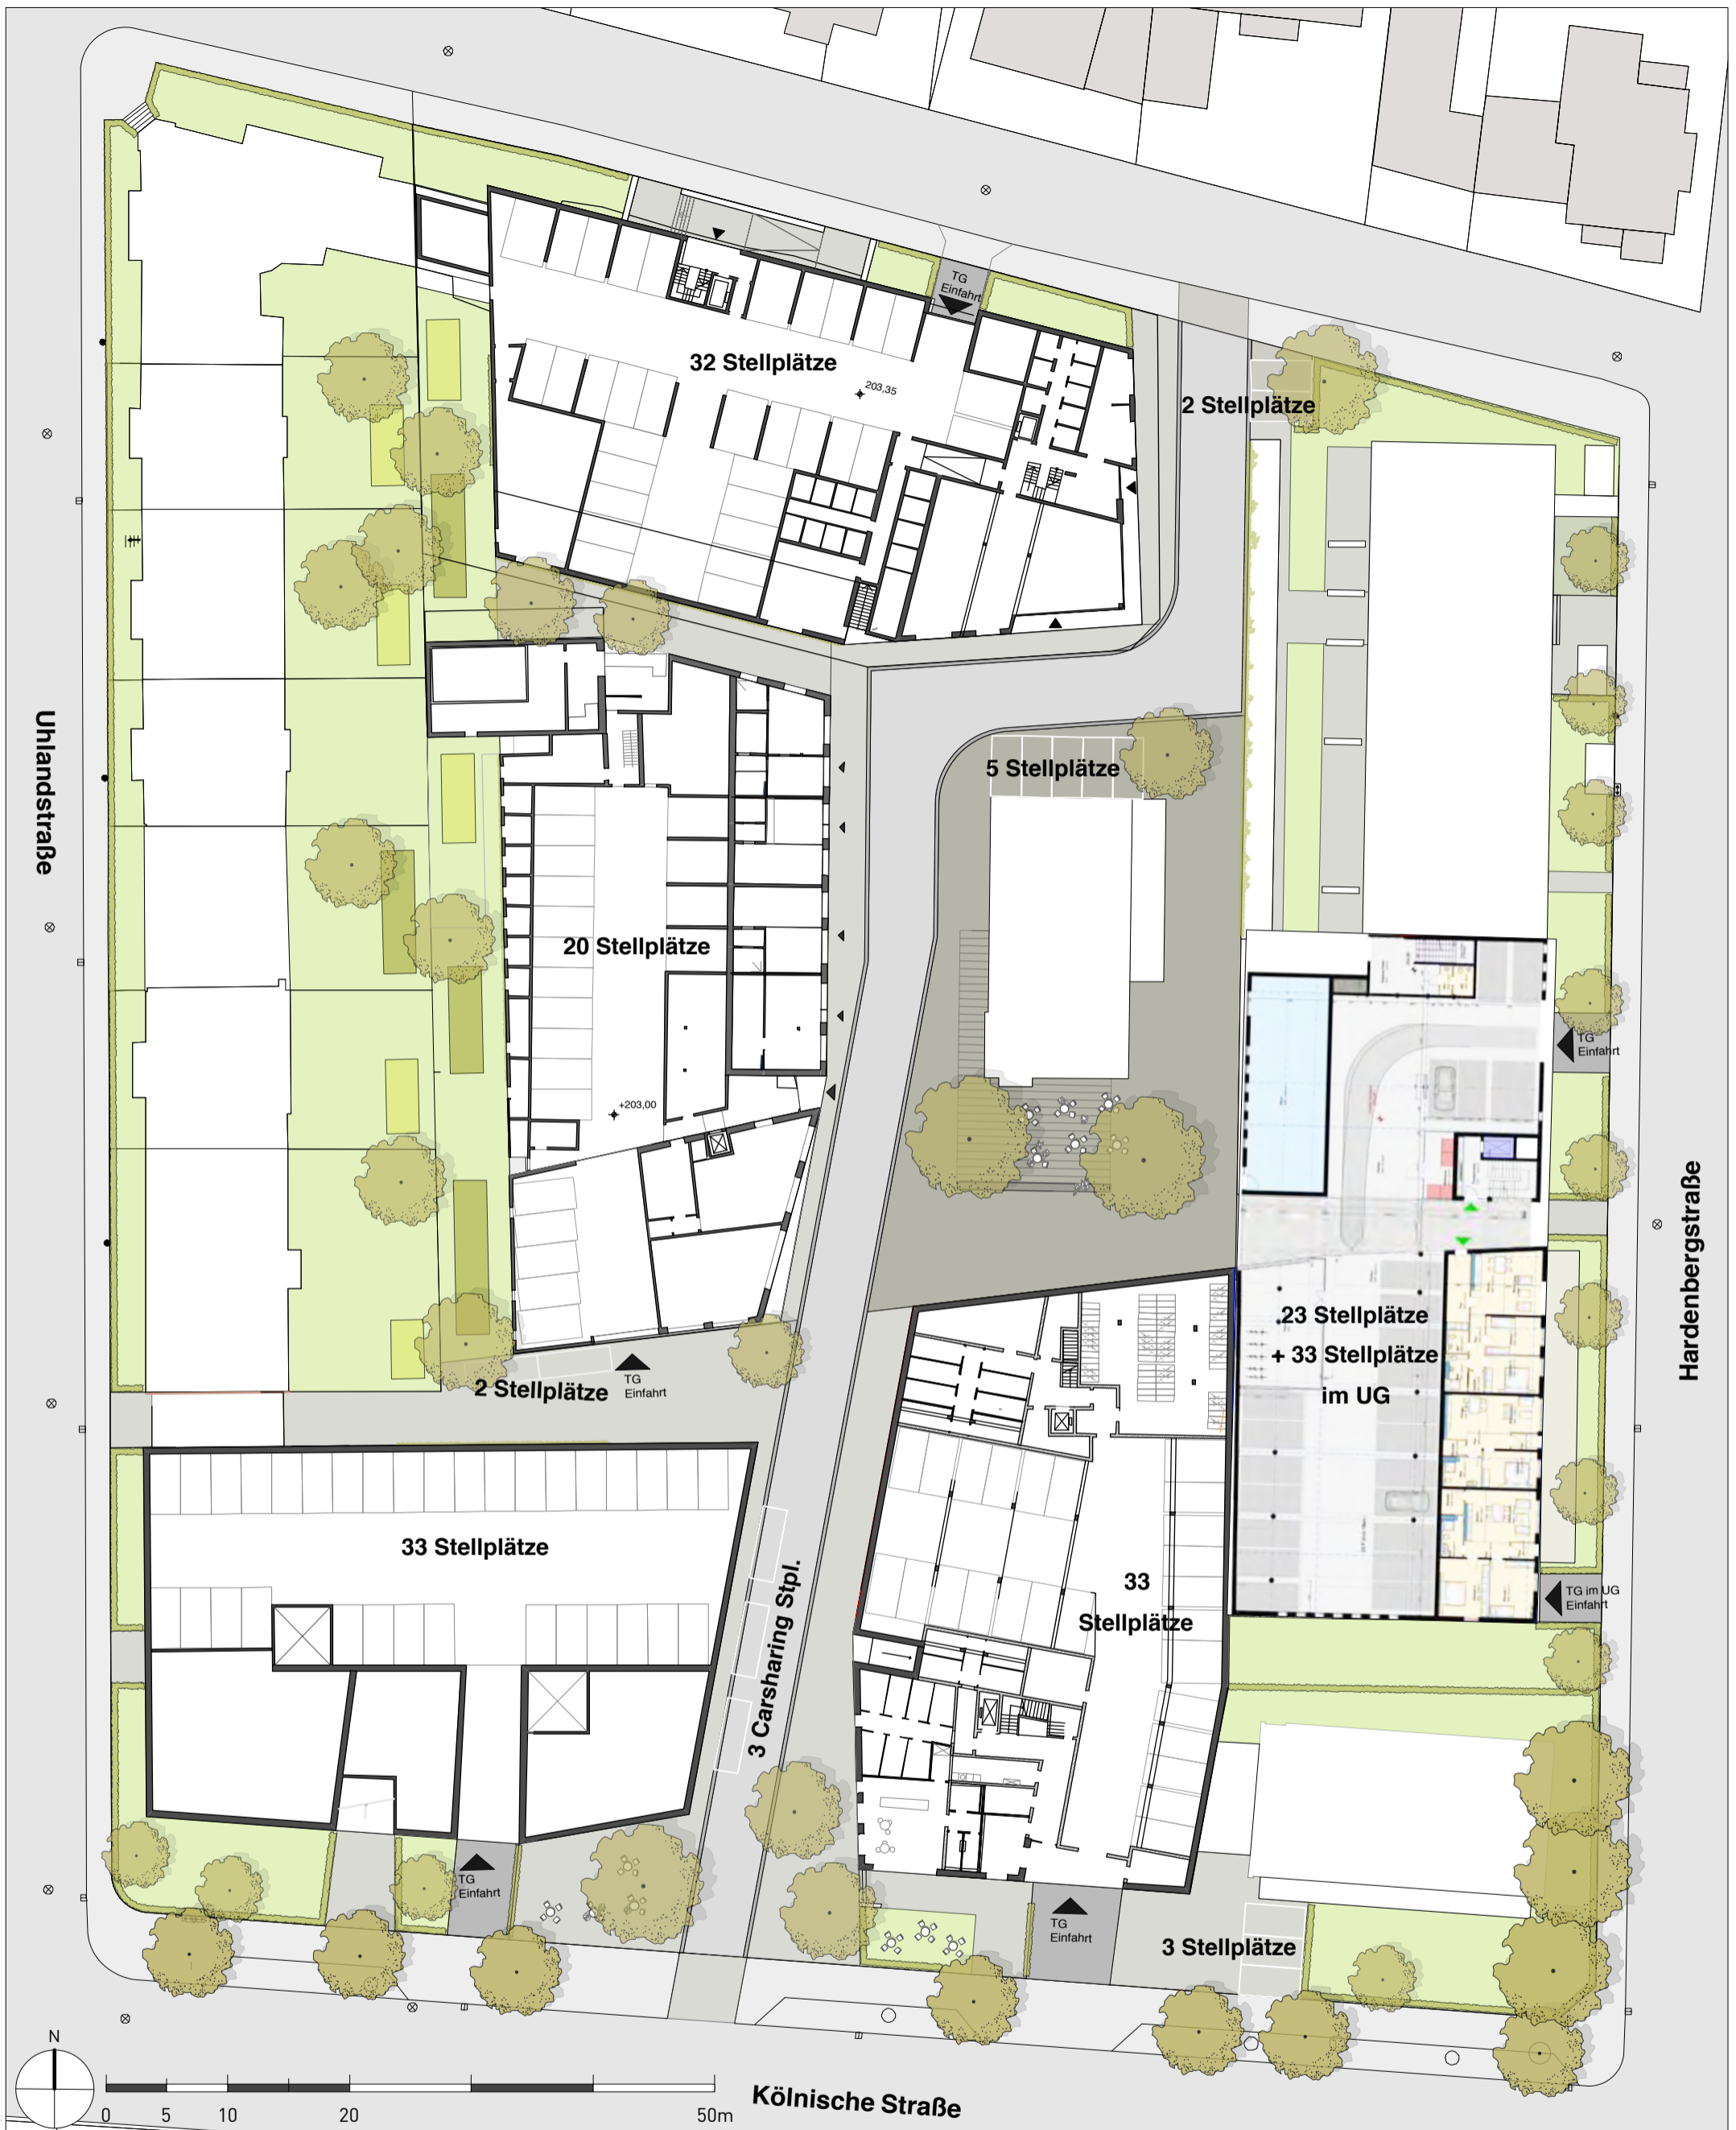 TG
Einfahrt
32 Stellplätze
203,35
2 Stellplätze
Uhlandstraße
5 Stellplätze
20 Stellplätze
TG
Einfahrt
+203,00
Hardenbergstraße
23 Stellplätze
+ 33 Stellplätze
im UG
2 Stellplätze
TG
Einfahrt
33 Stellplätze
3 Carsharing Stpl.
33
Stellplätze
TG im UG
Einfahrt
TG
Einfahrt
TG
Einfahrt
3 Stellplätze
N
0 5 10 20 50m
Kölnische Straße